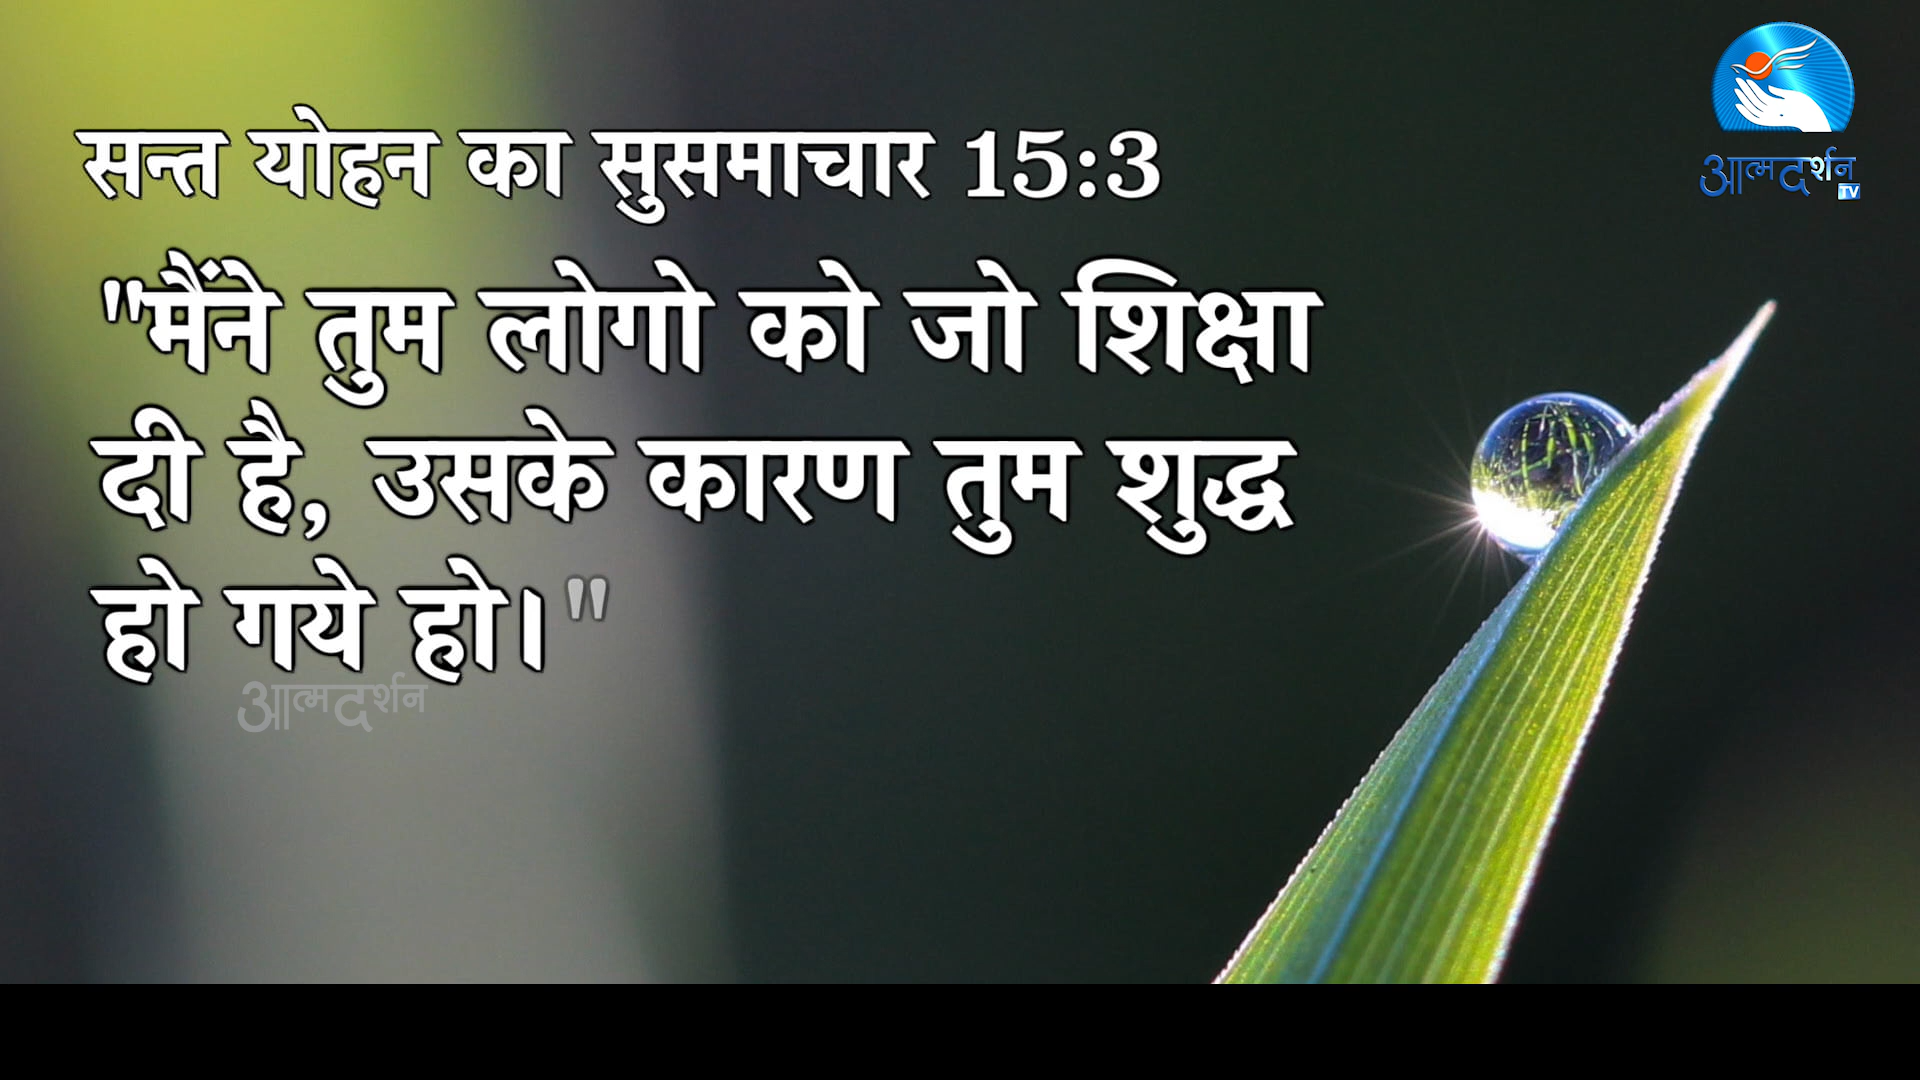 सन्त योहन का सुसमाचार 15:3
"मैंने तुम लोगो को जो शिक्षा
दी है, उसके कारण तुम शुद्ध
हो गये हो।"
आत्मदर्शन
आत्मदर्शन
TV